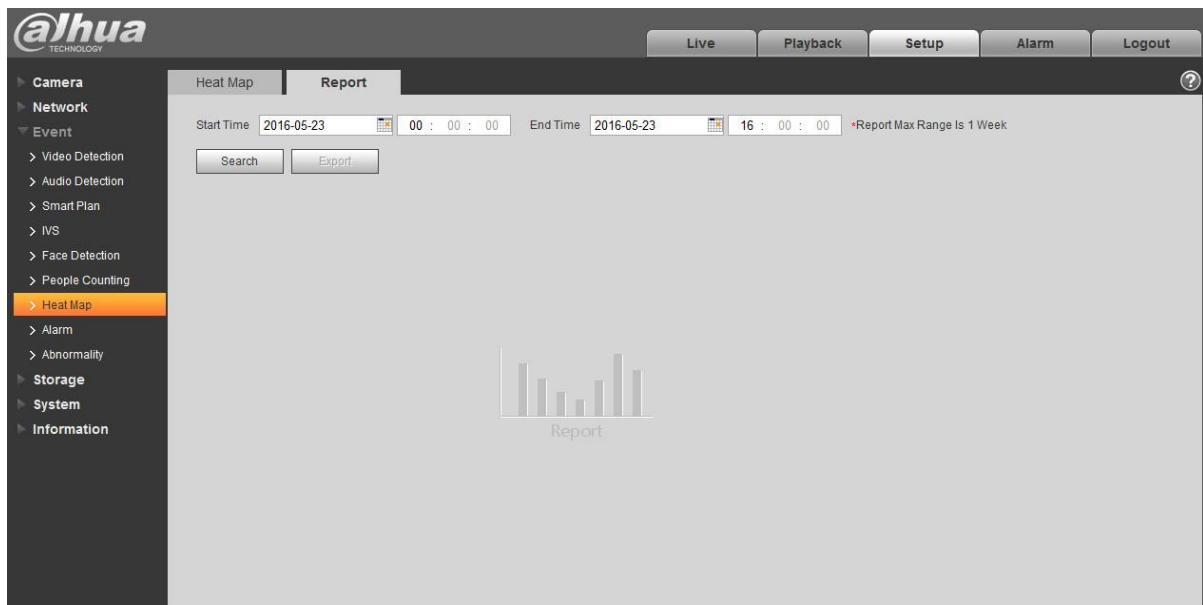 alhua
TECHNOLOGY
Live Playback Setup Alarm Logout
Camera
Network
Event
Video Detection
Audio Detection
Smart Plan
IVS
Face Detection
People Counting
Heat Map
Alarm
Abnormality
Storage
System
Information
Heat Map Report ?
Start Time 2016-05-23 00 : 00 : 00 End Time 2016-05-23 16 : 00 : 00 *Report Max Range Is 1 Week
Search Export
Report